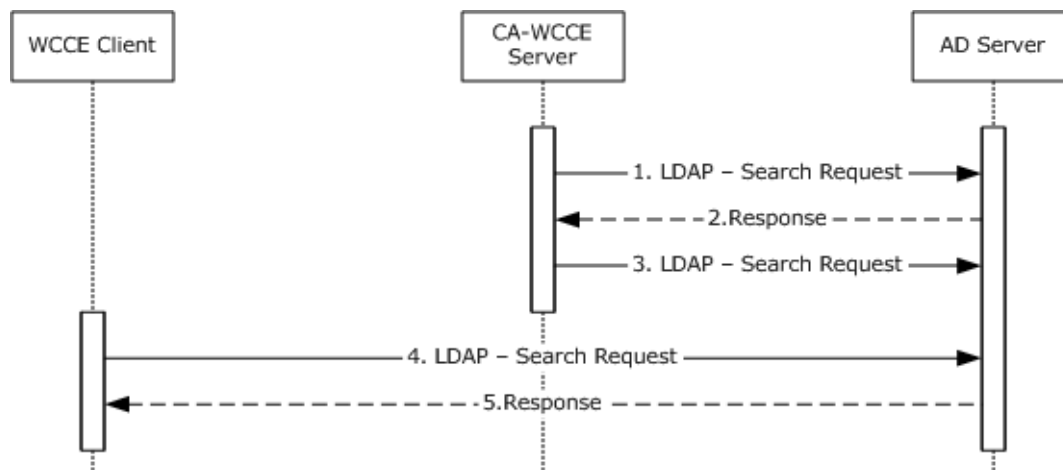 WCCE Client
CA-WCCE
Server
AD Server
1. LDAP – Search Request
2.Response
3. LDAP – Search Request
4. LDAP – Search Request
5.Response